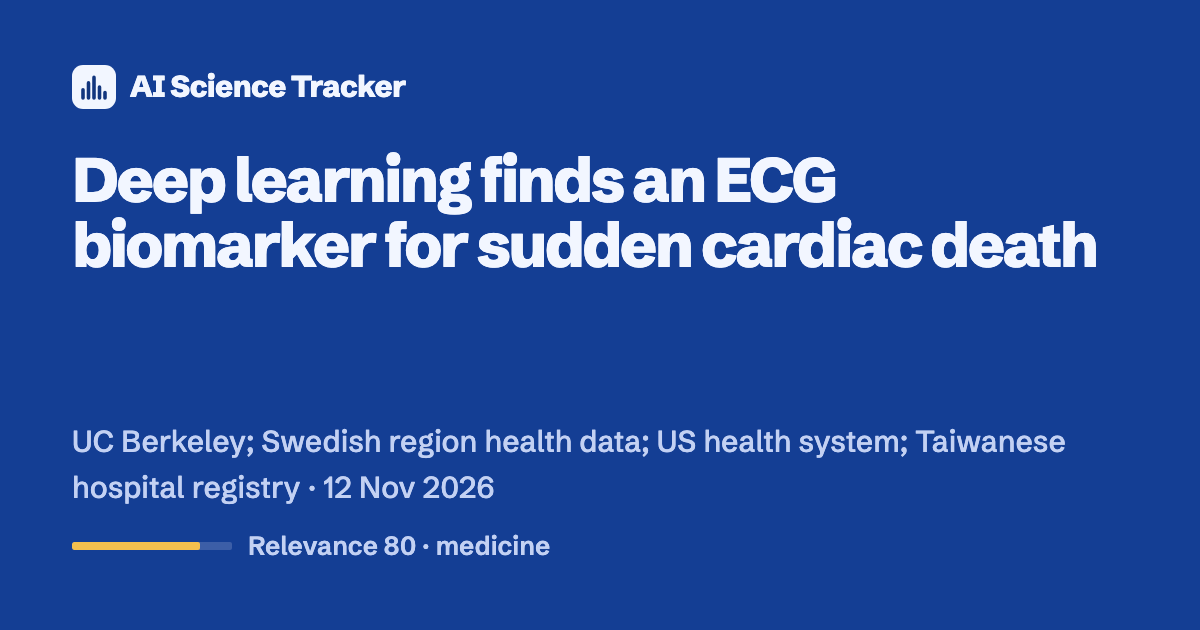 AI Science Tracker
Deep learning finds an ECG
biomarker for sudden cardiac death
UC Berkeley; Swedish region health data; US health system; Taiwanese
hospital registry · 12 Nov 2026
Relevance 80 · medicine